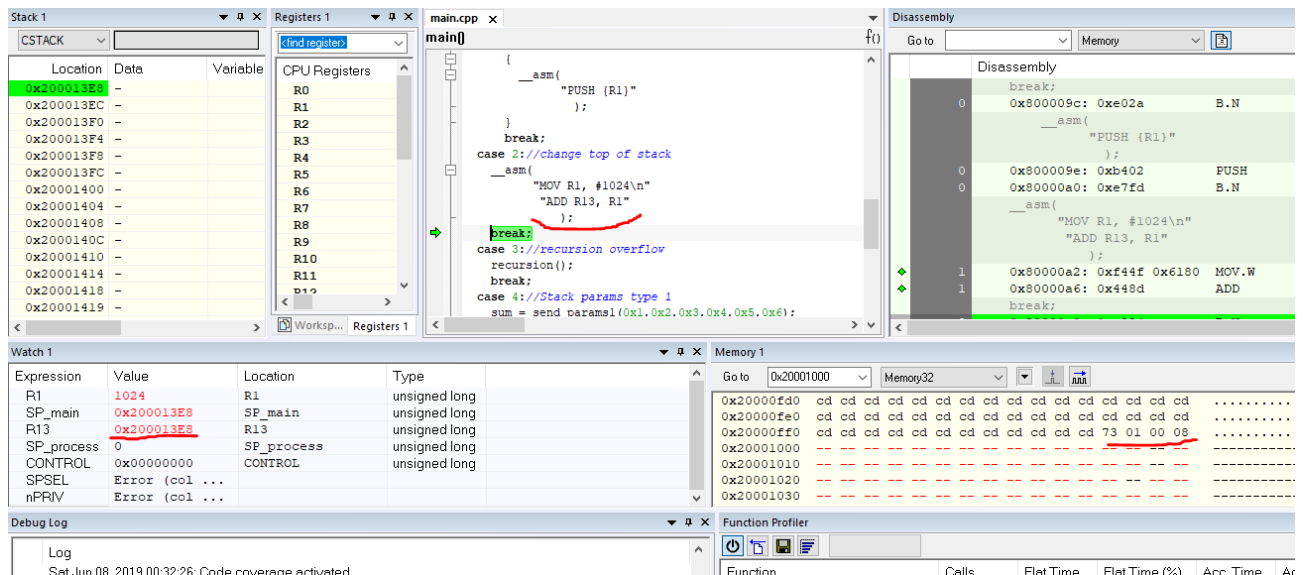 Stack 1
CSTACK
Location Data Variable
0x200013E8 -
0x200013EC -
0x200013F0 -
0x200013F4 -
0x200013F8 -
0x200013FC -
0x20001400 -
0x20001404 -
0x20001408 -
0x2000140C -
0x20001410 -
0x20001414 -
0x20001418 -
0x20001419 -
Registers 1
<find register>
CPU Registers
R0
R1
R2
R3
R4
R5
R6
R7
R8
R9
R10
R11
R12
Worksp... Registers 1
main.cpp x
main() f()
{
__asm(
"PUSH {R1}"
);
}
break;
case 2://change top of stack
__asm(
"MOV R1, #1024\n"
"ADD R13, R1"
);
break;
case 3://recursion overflow
recursion();
break;
case 4://Stack params type 1
sum = send_params1(0x1,0x2,0x3,0x4,0x5,0x6);
Disassembly
Go to Memory
Disassembly
break;
0 0x800009c: 0xe02a B.N
__asm(
"PUSH {R1}"
);
0 0x800009e: 0xb402 PUSH
0 0x80000a0: 0xe7fd B.N
__asm(
"MOV R1, #1024\n"
"ADD R13, R1"
);
1 0x80000a2: 0xf44f 0x6180 MOV.W
1 0x80000a6: 0x448d ADD
break;
Watch 1
Expression Value Location Type
R1 1024 R1 unsigned long
SP_main 0x200013E8 SP_main unsigned long
R13 0x200013E8 R13 unsigned long
SP_process 0 SP_process unsigned long
CONTROL 0x00000000 CONTROL unsigned long
SPSEL Error (col ...
nPRIV Error (col ...
Memory 1
Go to 0x20001000 Memory32
0x20000fd0 cd cd cd cd cd cd cd cd cd cd cd cd cd cd cd cd ..........
0x20000fe0 cd cd cd cd cd cd cd cd cd cd cd cd cd cd cd cd ..........
0x20000ff0 cd cd cd cd cd cd cd cd cd cd cd cd 73 01 00 08 ..........
0x20001000 -- -- -- -- -- -- -- -- -- -- -- -- -- -- -- -- ----------
0x20001010 -- -- -- -- -- -- -- -- -- -- -- -- -- -- -- -- ----------
0x20001020 -- -- -- -- -- -- -- -- -- -- -- -- -- -- -- -- ----------
0x20001030 -- -- -- -- -- -- -- -- -- -- -- -- -- -- -- -- ----------
Debug Log
Log
Sat Jun 08, 2019 00:32:26: Code coverage activated
Function Profiler
Function Calls Flat Time Flat Time (%) Acc. Time